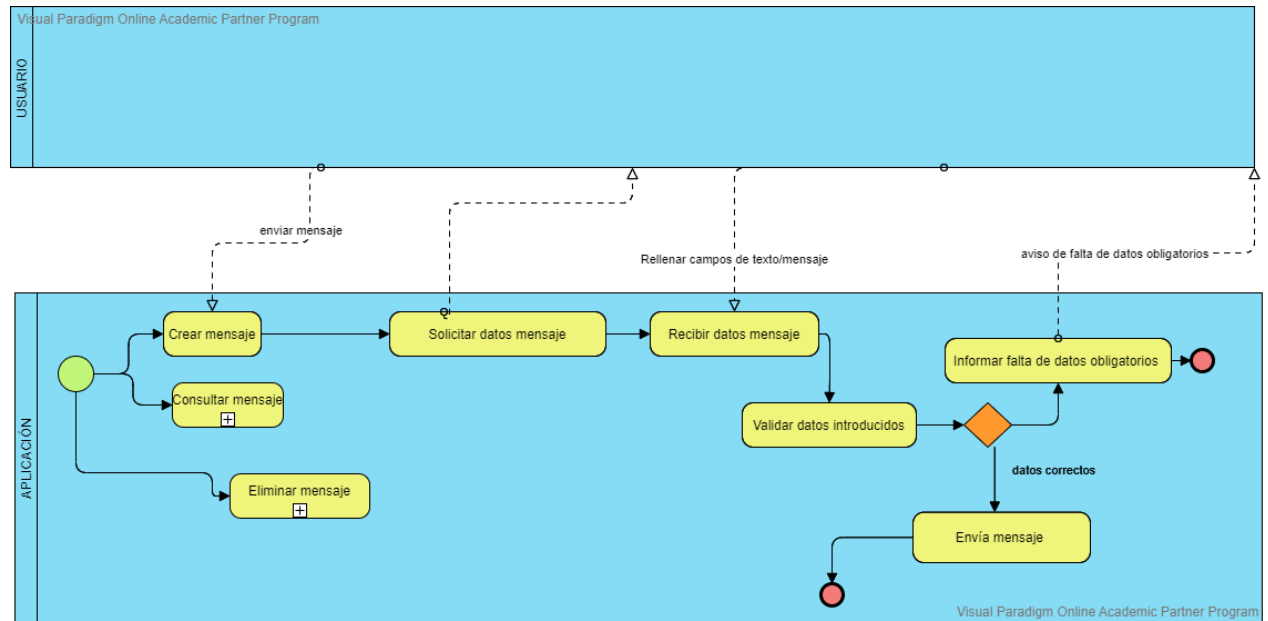 Visual Paradigm Online Academic Partner Program
USUARIO
enviar mensaje
Rellenar campos de texto/mensaje
aviso de falta de datos obligatorios
APLICACIÓN
Crear mensaje
Solicitar datos mensaje
Recibir datos mensaje
Informar falta de datos obligatorios
Consultar mensaje
Validar datos introducidos
datos correctos
Eliminar mensaje
Envía mensaje
Visual Paradigm Online Academic Partner Program